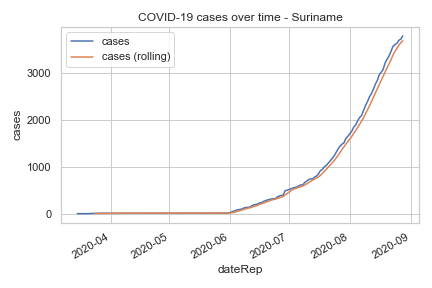 COVID-19 cases over time - Suriname
cases
cases (rolling)
3000
2000
1000
0
cases
2020-04
2020-05
2020-06
2020-07
2020-08
2020-09
dateRep